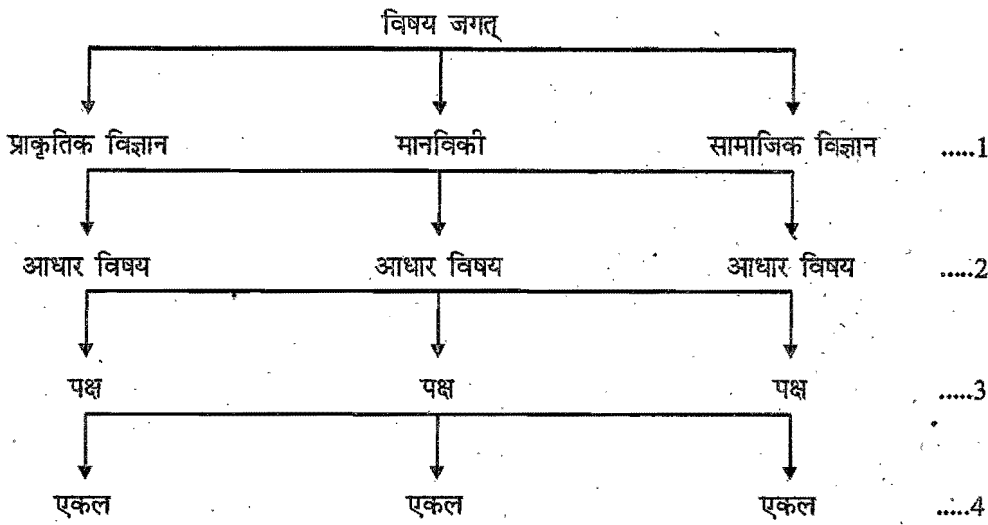 विषय जगत्
प्राकृतिक विज्ञान मानविकी सामाजिक विज्ञान .....1
आधार विषय आधार विषय आधार विषय .....2
पक्ष पक्ष पक्ष .....3
एकल एकल एकल .....4